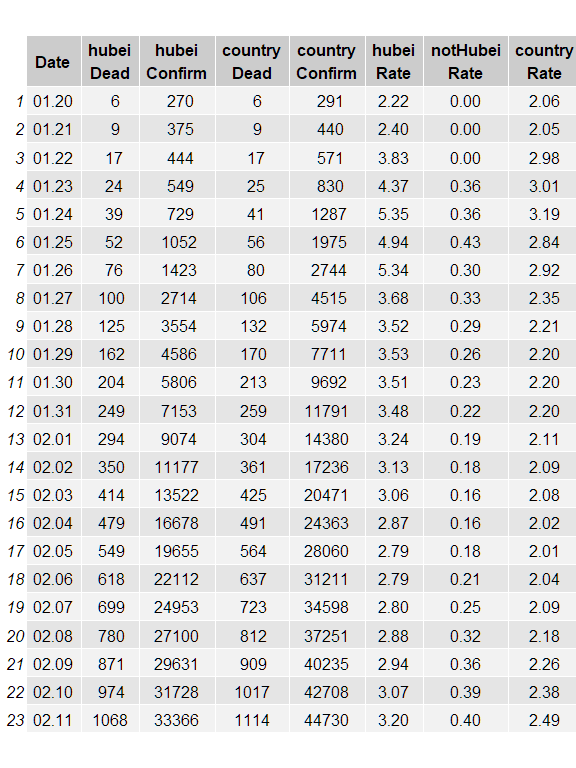 Date hubei Dead hubei Confirm country Dead country Confirm hubei Rate notHubei Rate country Rate
1 01.20 6 270 6 291 2.22 0.00 2.06
2 01.21 9 375 9 440 2.40 0.00 2.05
3 01.22 17 444 17 571 3.83 0.00 2.98
4 01.23 24 549 25 830 4.37 0.36 3.01
5 01.24 39 729 41 1287 5.35 0.36 3.19
6 01.25 52 1052 56 1975 4.94 0.43 2.84
7 01.26 76 1423 80 2744 5.34 0.30 2.92
8 01.27 100 2714 106 4515 3.68 0.33 2.35
9 01.28 125 3554 132 5974 3.52 0.29 2.21
10 01.29 162 4586 170 7711 3.53 0.26 2.20
11 01.30 204 5806 213 9692 3.51 0.23 2.20
12 01.31 249 7153 259 11791 3.48 0.22 2.20
13 02.01 294 9074 304 14380 3.24 0.19 2.11
14 02.02 350 11177 361 17236 3.13 0.18 2.09
15 02.03 414 13522 425 20471 3.06 0.16 2.08
16 02.04 479 16678 491 24363 2.87 0.16 2.02
17 02.05 549 19655 564 28060 2.79 0.18 2.01
18 02.06 618 22112 637 31211 2.79 0.21 2.04
19 02.07 699 24953 723 34598 2.80 0.25 2.09
20 02.08 780 27100 812 37251 2.88 0.32 2.18
21 02.09 871 29631 909 40235 2.94 0.36 2.26
22 02.10 974 31728 1017 42708 3.07 0.39 2.38
23 02.11 1068 33366 1114 44730 3.20 0.40 2.49